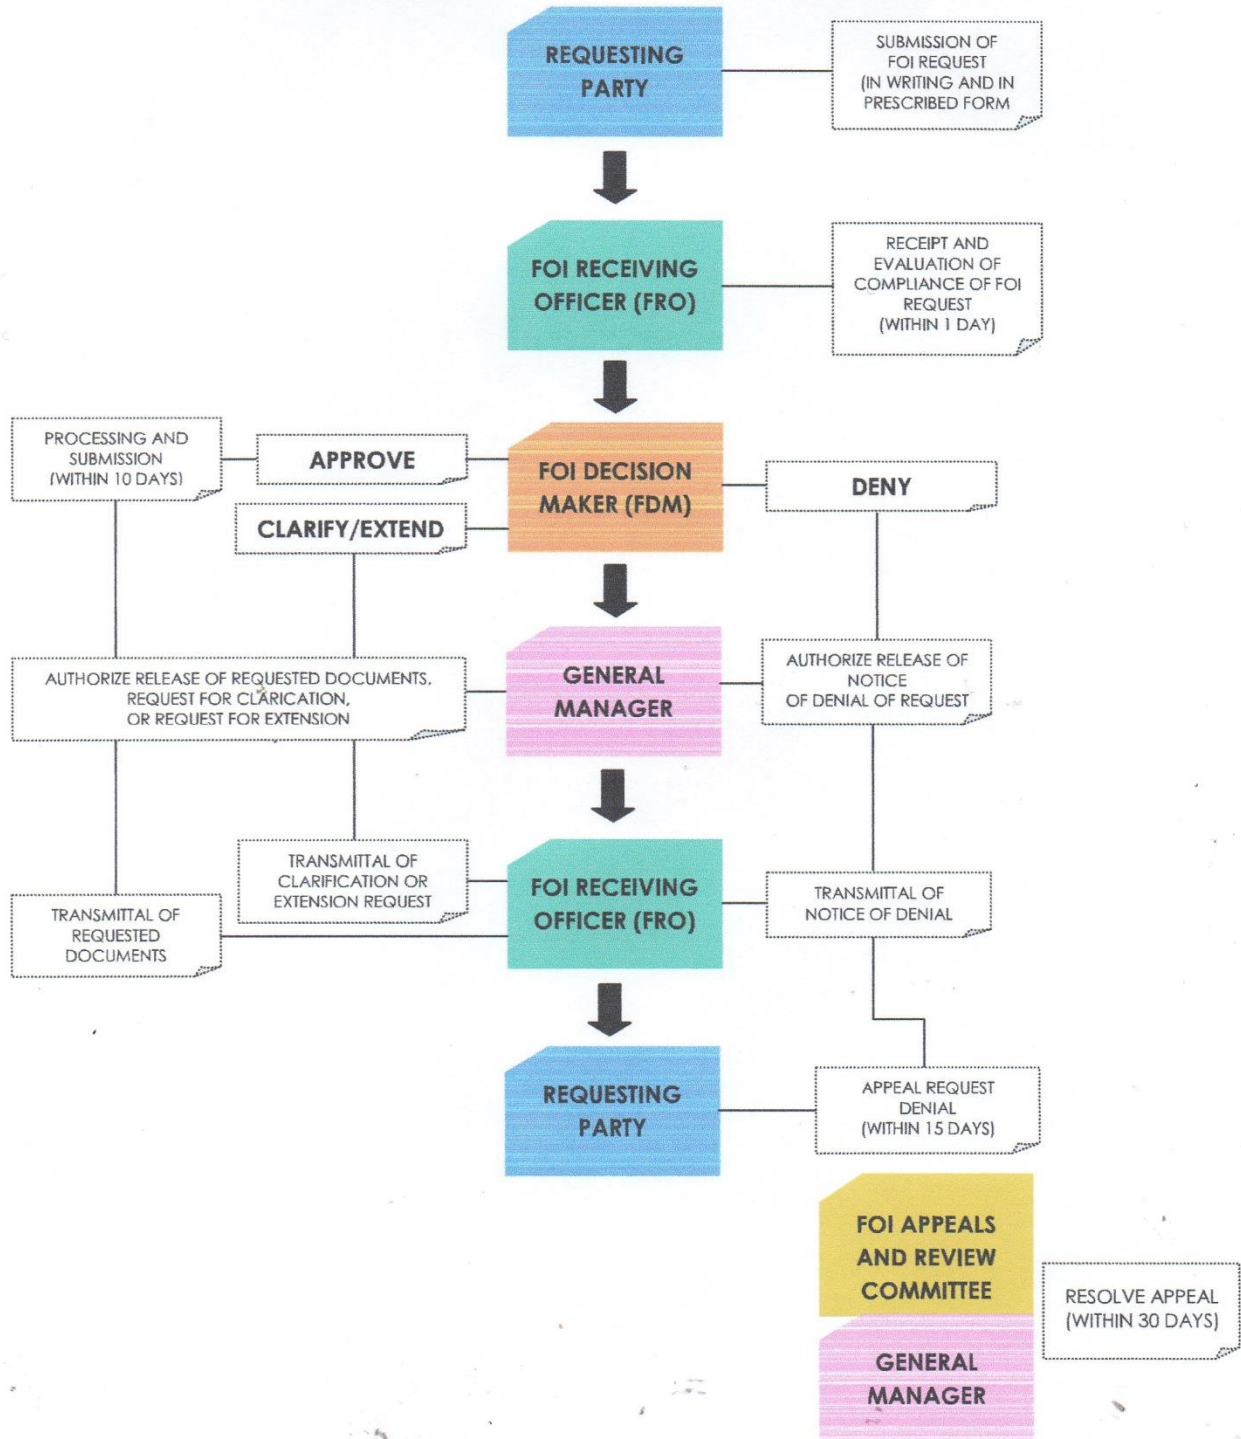 REQUESTING
PARTY
SUBMISSION OF
FOI REQUEST
(IN WRITING AND IN
PRESCRIBED FORM
FOI RECEIVING
OFFICER (FRO)
RECEIPT AND
EVALUATION OF
COMPLIANCE OF FOI
REQUEST
(WITHIN 1 DAY)
PROCESSING AND
SUBMISSION
(WITHIN 10 DAYS)
APPROVE
CLARIFY/EXTEND
FOI DECISION
MAKER (FDM)
DENY
AUTHORIZE RELEASE OF REQUESTED DOCUMENTS,
REQUEST FOR CLARICATION,
OR REQUEST FOR EXTENSION
GENERAL
MANAGER
AUTHORIZE RELEASE OF
NOTICE
OF DENIAL OF REQUEST
TRANSMITTAL OF
CLARIFICATION OR
EXTENSION REQUEST
TRANSMITTAL OF
REQUESTED
DOCUMENTS
FOI RECEIVING
OFFICER (FRO)
TRANSMITTAL OF
NOTICE OF DENIAL
REQUESTING
PARTY
APPEAL REQUEST
DENIAL
(WITHIN 15 DAYS)
FOI APPEALS
AND REVIEW
COMMITTEE
RESOLVE APPEAL
(WITHIN 30 DAYS)
GENERAL
MANAGER